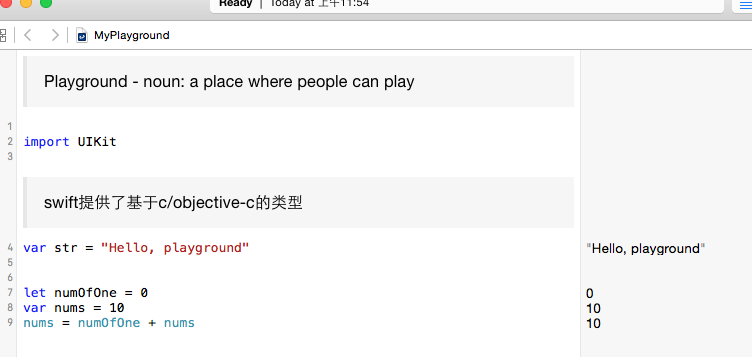 Ready | Today at 上午11:54
MyPlayground
Playground - noun: a place where people can play
1
2 import UIKit
3
swift提供了基于c/objective-c的类型
4 var str = "Hello, playground" "Hello, playground"
5
6
7 let numOfOne = 0 0
8 var nums = 10 10
9 nums = numOfOne + nums 10